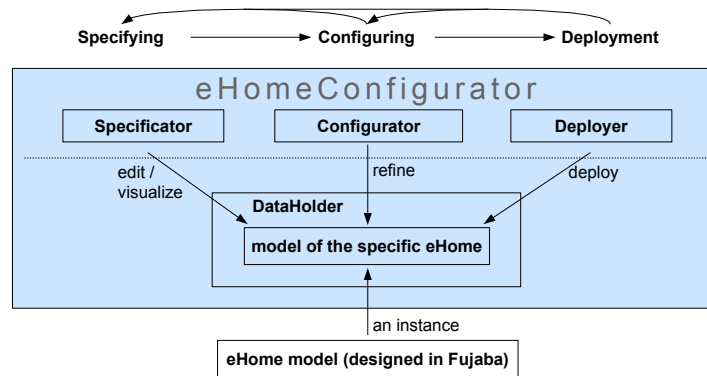 Specifying Configuring Deployment
eHomeConfigurator
Specificator Configurator Deployer
edit /
visualize
refine
deploy
DataHolder
model of the specific eHome
an instance
eHome model (designed in Fujaba)